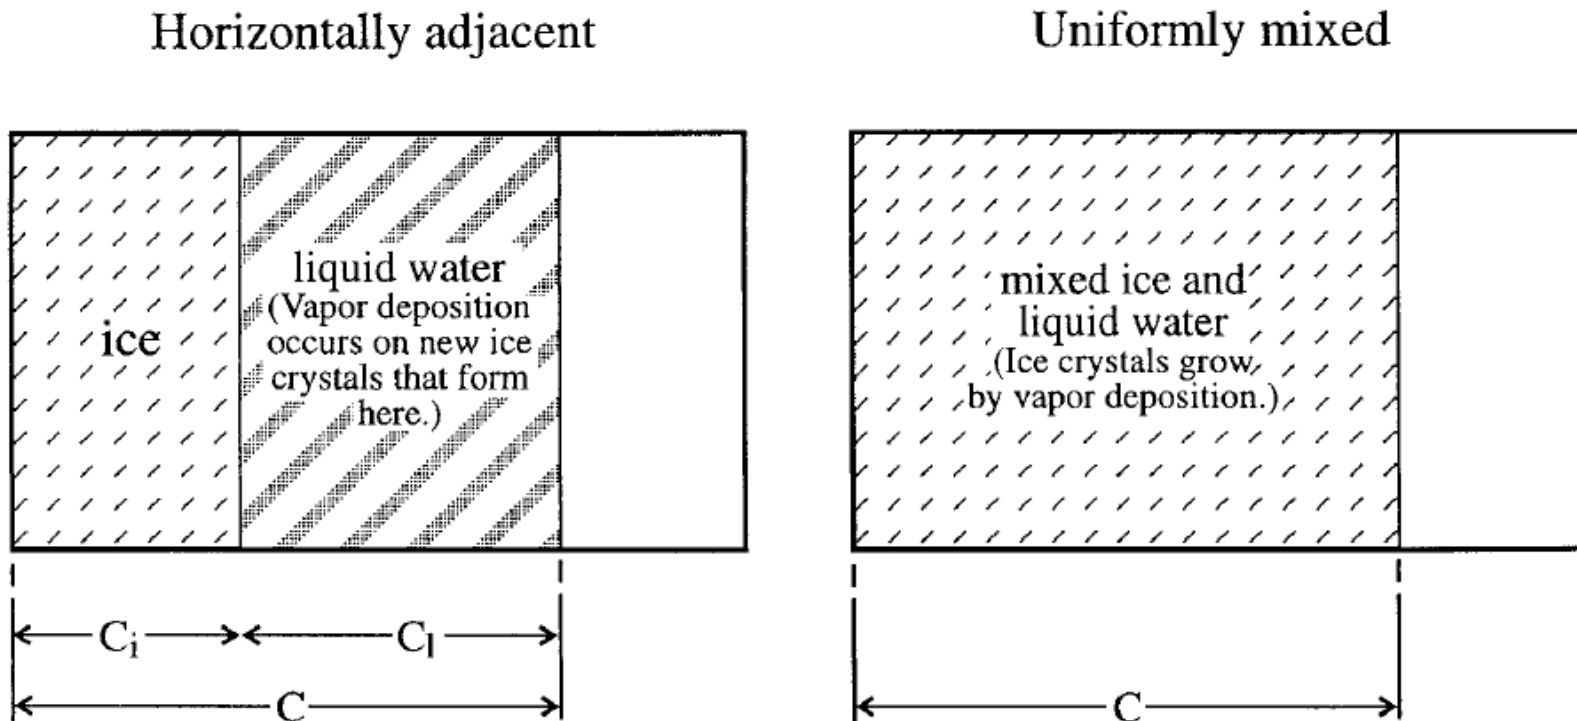 Horizontally adjacent
Uniformly mixed
ice
liquid water
(Vapor deposition
occurs on new ice
crystals that form
here.)
mixed ice and
liquid water
(Ice crystals grow
by vapor deposition.)
Ci
Cl
C
C